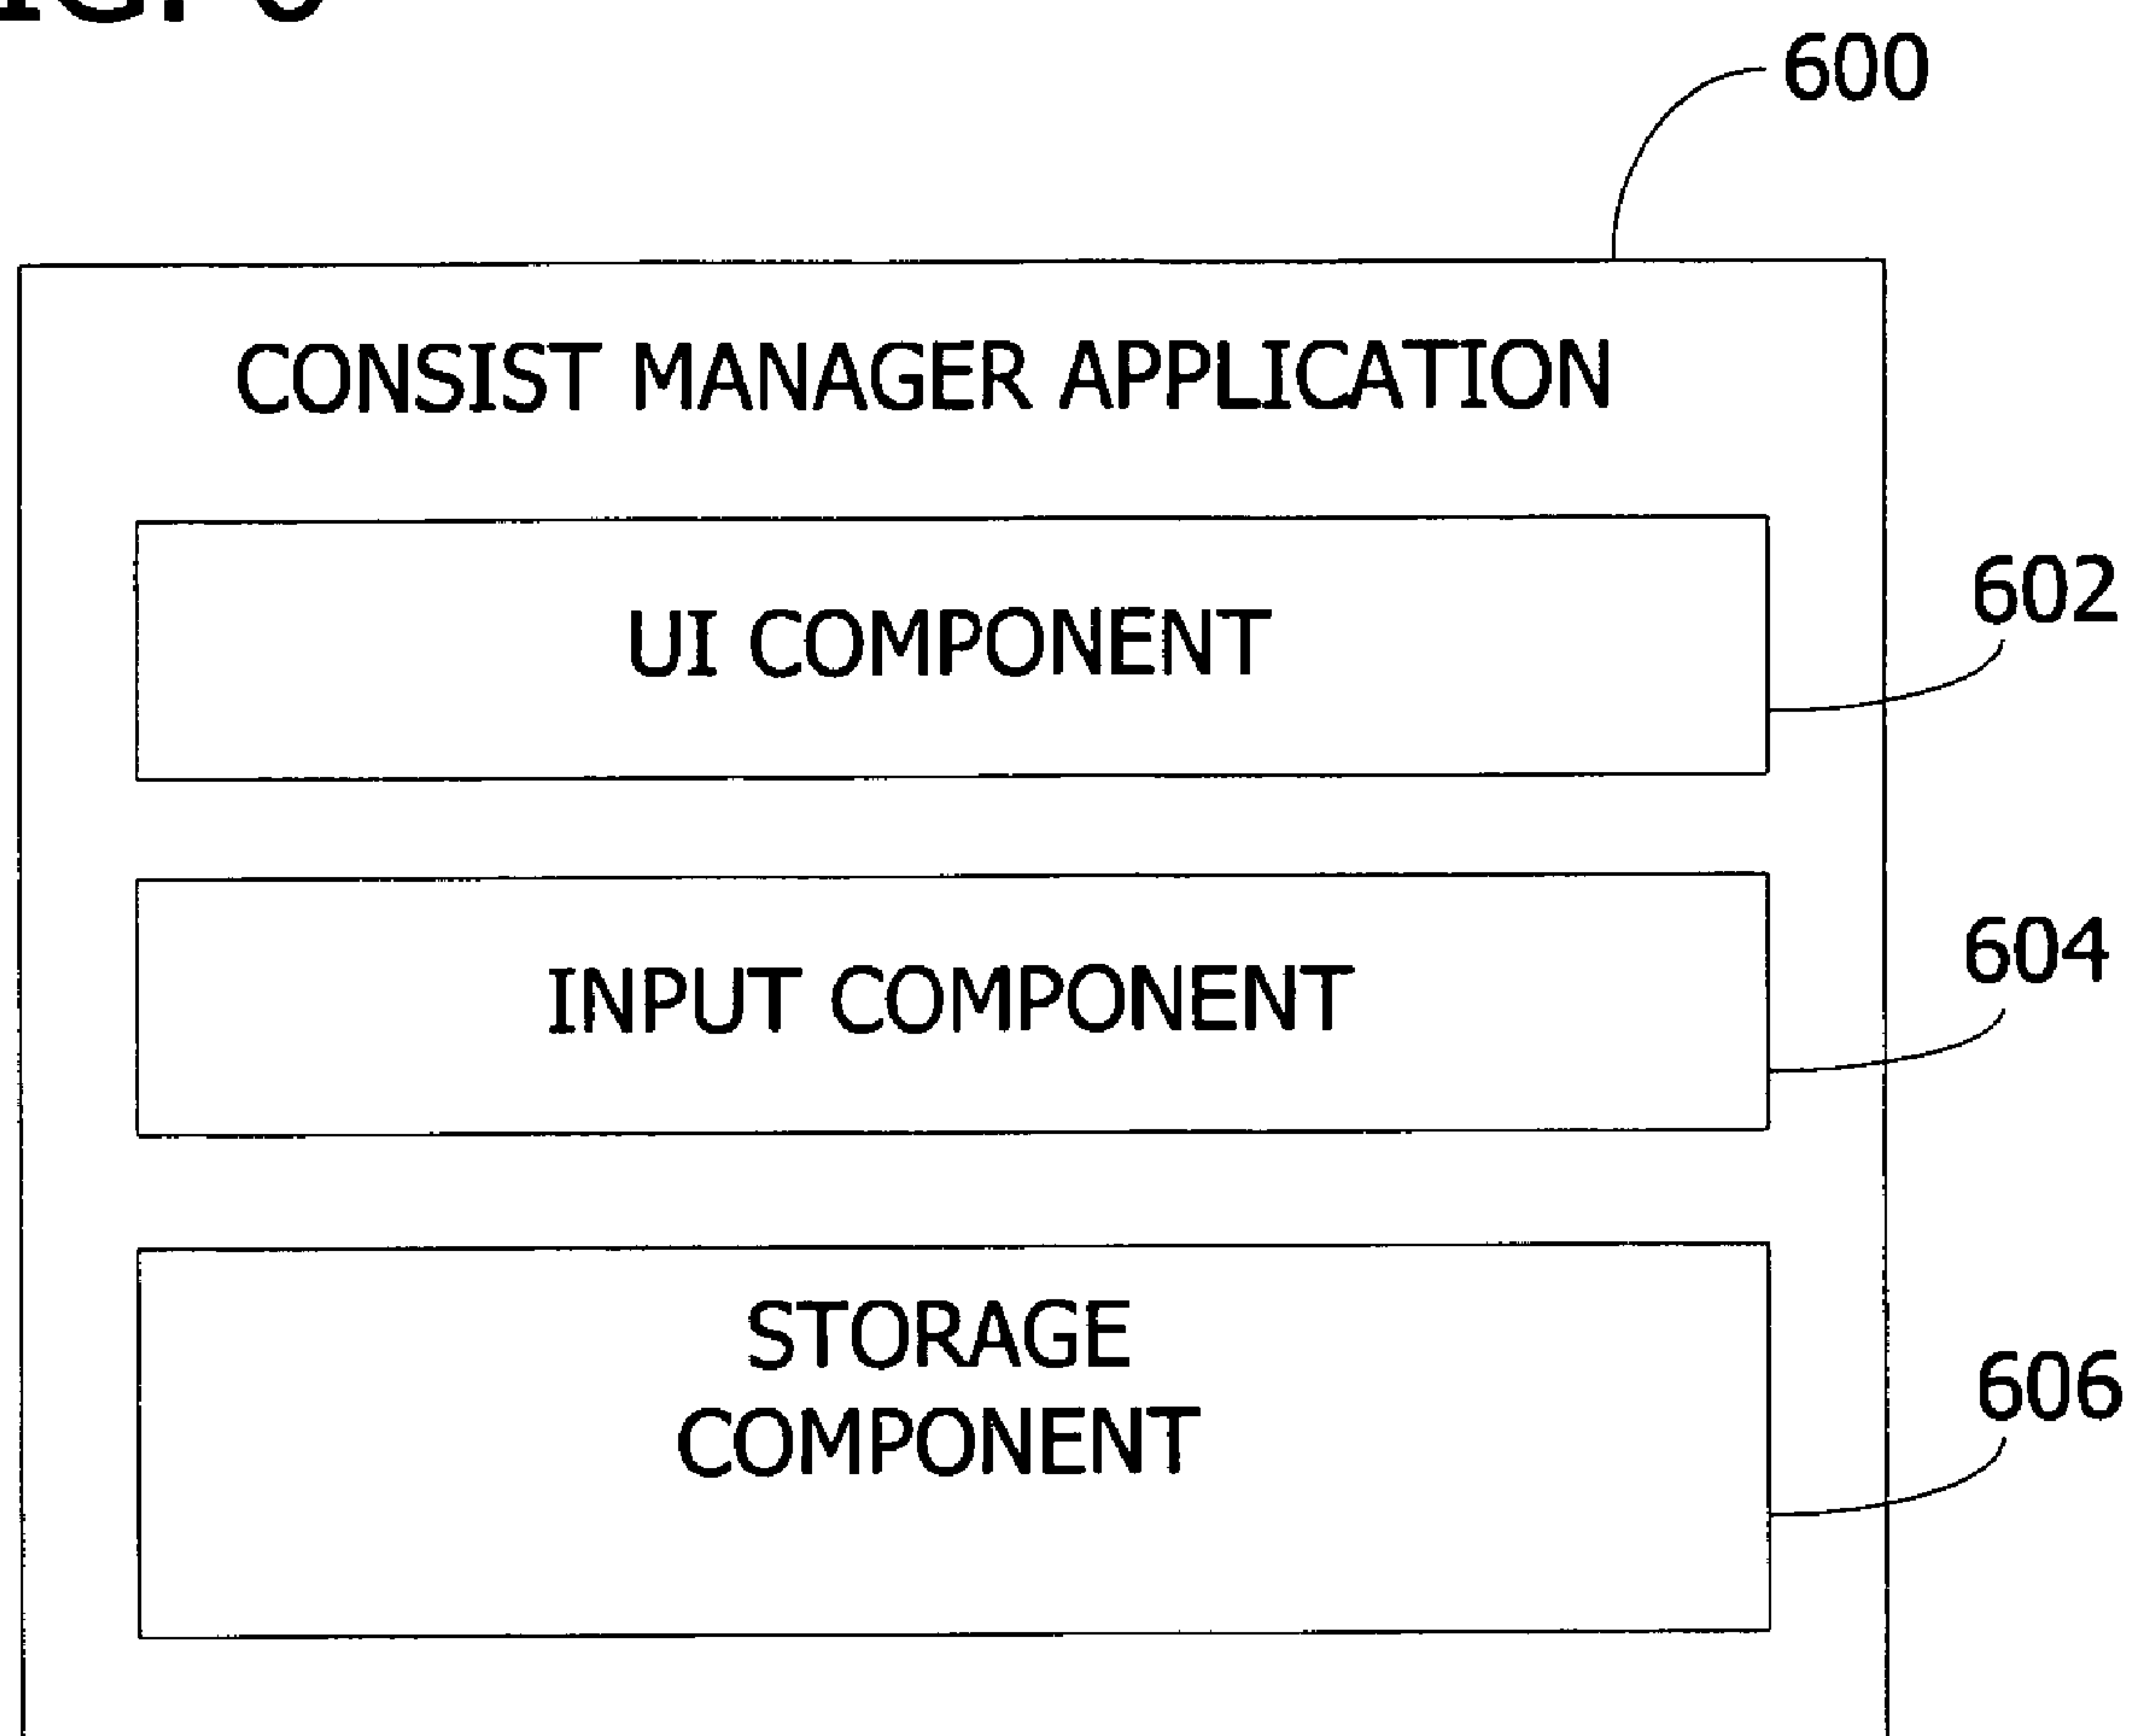 600
CONSIST MANAGER APPLICATION
UI COMPONENT
602
INPUT COMPONENT
604
STORAGE
COMPONENT
606